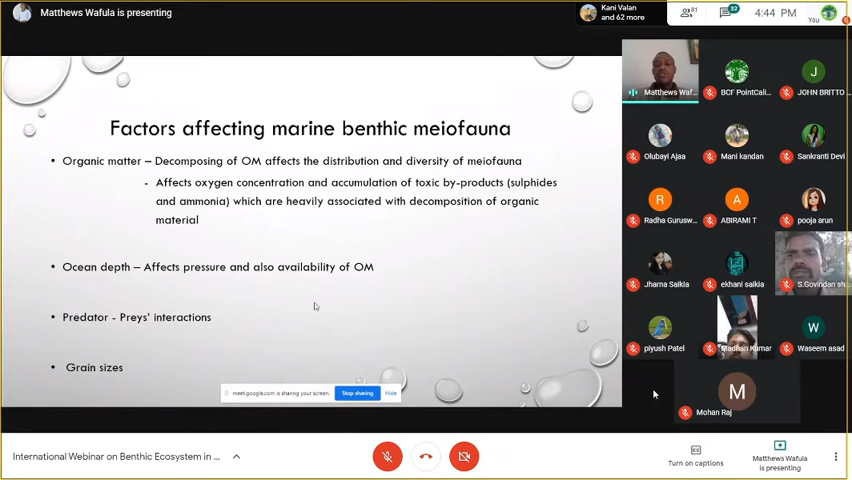 Matthews Wafula is presenting
Kani Valan
and 62 more
81
32
4:44 PM
You
Factors affecting marine benthic meiofauna
• Organic matter – Decomposing of OM affects the distribution and diversity of meiofauna
- Affects oxygen concentration and accumulation of toxic by-products (sulphides
and ammonia) which are heavily associated with decomposition of organic
material
• Ocean depth – Affects pressure and also availability of OM
• Predator - Preys' interactions
• Grain sizes
meet.google.com is sharing your screen.
Stop sharing
Hide
Matthews Waf...
BCF PointCali...
J
JOHN BRITTO
Olubayi Ajaa
Mani kandan
Sankranti Devi
R
Radha Gurusw...
A
ABIRAMI T
pooja arun
Jharna Saikia
ekhani saikia
S.Govindan sh...
piyush Patel
Madhan Kumar
W
Waseem asad
M
Mohan Raj
International Webinar on Benthic Ecosystem in ...
Turn on captions
Matthews Wafula
is presenting